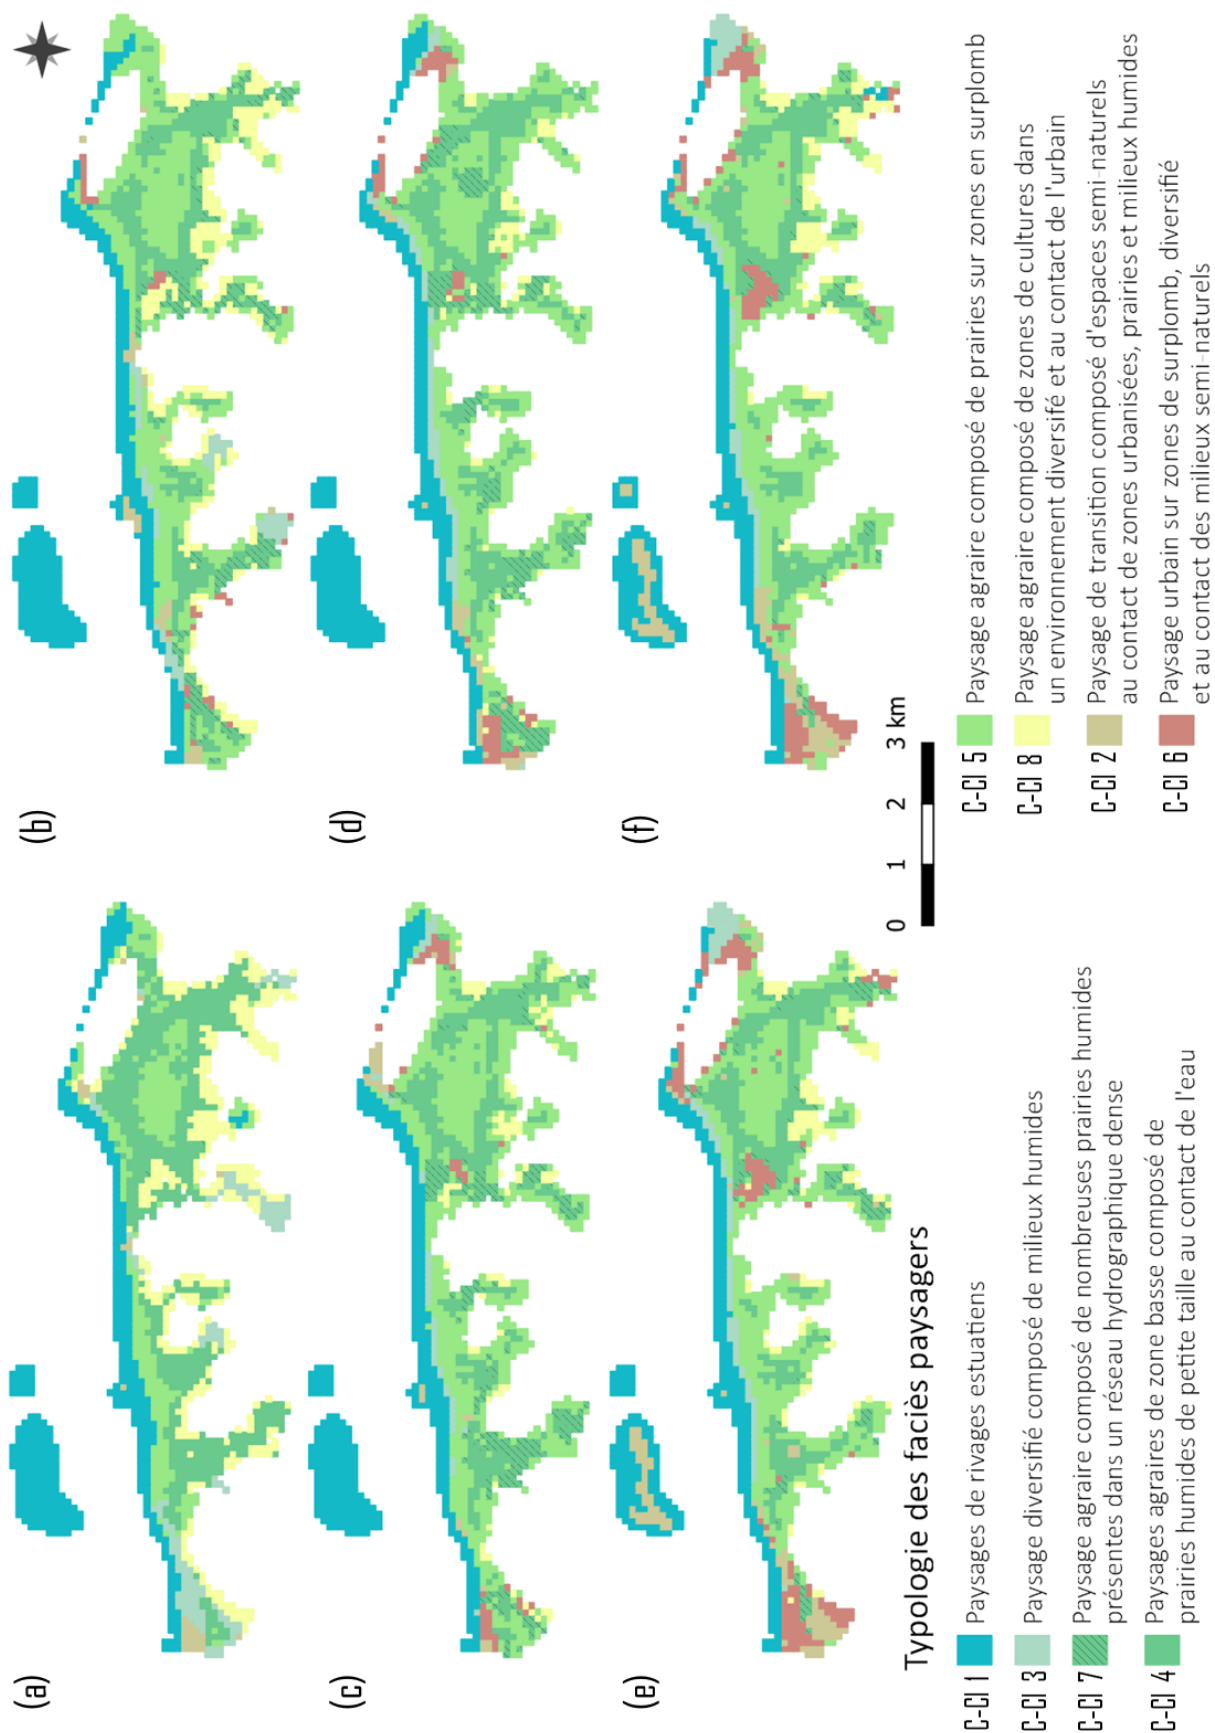 (a)
(b)
(c)
(d)
(e)
(f)
0 1 2 3 km
Typologie des faciès paysagers
C-Cl 1 Paysages de rivages estuatiens
C-Cl 3 Paysage diversifié composé de milieux humides
C-Cl 7 Paysage agraire composé de nombreuses prairies humides
présentes dans un réseau hydrographique dense
C-Cl 4 Paysages agraires de zone basse composé de
prairies humides de petite taille au contact de l'eau
C-Cl 5 Paysage agraire composé de prairies sur zones en surplomb
C-Cl 8 Paysage agraire composé de zones de cultures dans
un environnement diversifé et au contact de l'urbain
C-Cl 2 Paysage de transition composé d'espaces semi-naturels
au contact de zones urbanisées, prairies et milieux humides
C-Cl 6 Paysage urbain sur zones de surplomb, diversifié
et au contact des milieux semi-naturels